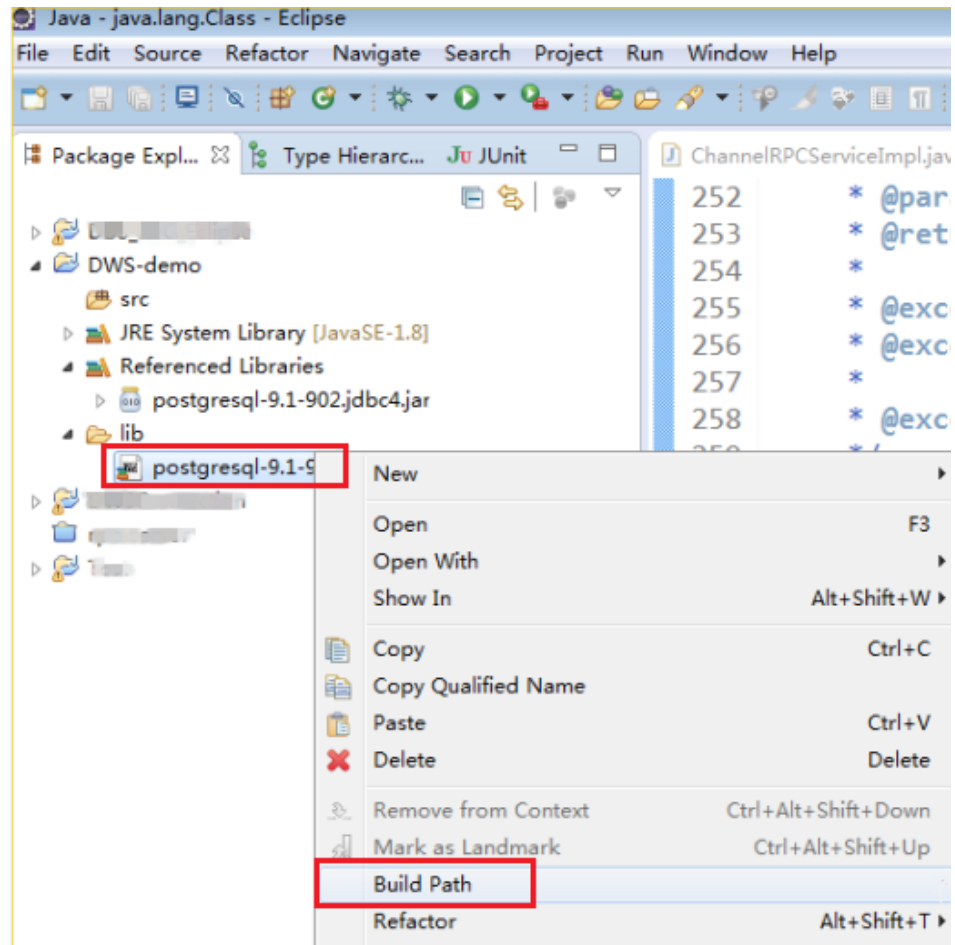 Java - java.lang.Class - Eclipse
File Edit Source Refactor Navigate Search Project Run Window Help
Package Expl... Type Hierarc... JUnit
ChannelRPCServiceImpl.jav
252 * @par
253 * @ret
254 *
255 * @exc
256 * @exc
257 *
258 * @exc
DWS-demo
src
JRE System Library [JavaSE-1.8]
Referenced Libraries
postgresql-9.1-902.jdbc4.jar
lib
postgresql-9.1-9
New
Open F3
Open With
Show In Alt+Shift+W
Copy Ctrl+C
Copy Qualified Name
Paste Ctrl+V
Delete Delete
Remove from Context Ctrl+Alt+Shift+Down
Mark as Landmark Ctrl+Alt+Shift+Up
Build Path
Refactor Alt+Shift+T